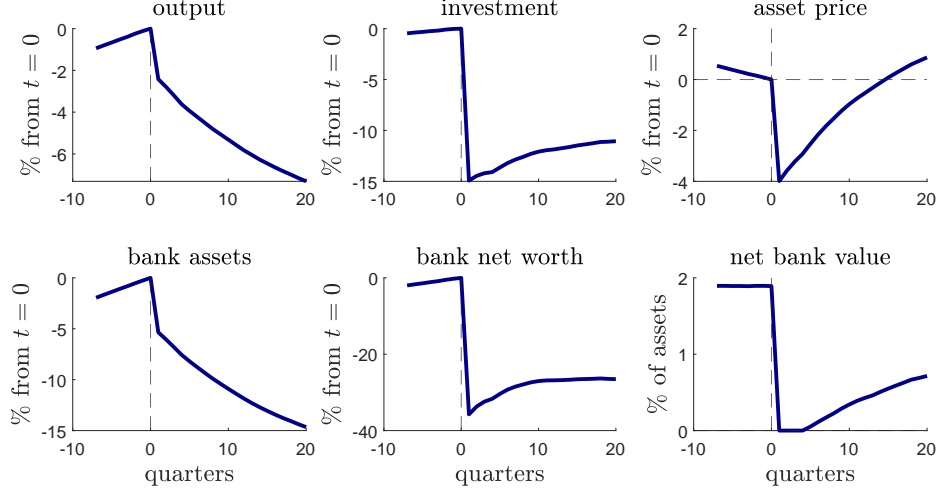 output
% from t = 0
0
-2
-4
-6
-10 0 10 20
investment
% from t = 0
0
-5
-10
-15
-10 0 10 20
asset price
% from t = 0
2
0
-2
-4
-10 0 10 20
bank assets
% from t = 0
0
-5
-10
-15
-10 0 10 20
quarters
bank net worth
% from t = 0
0
-20
-40
-10 0 10 20
quarters
net bank value
% of assets
2
1
0
-10 0 10 20
quarters